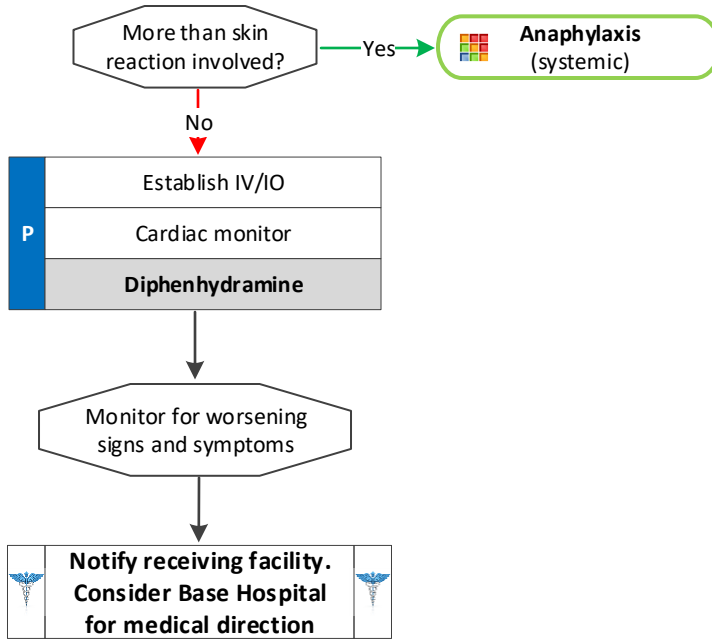 More than skin
reaction involved?
Yes
Anaphylaxis
(systemic)
No
P
Establish IV/IO
Cardiac monitor
Diphenhydramine
Monitor for worsening
signs and symptoms
Notify receiving facility.
Consider Base Hospital
for medical direction